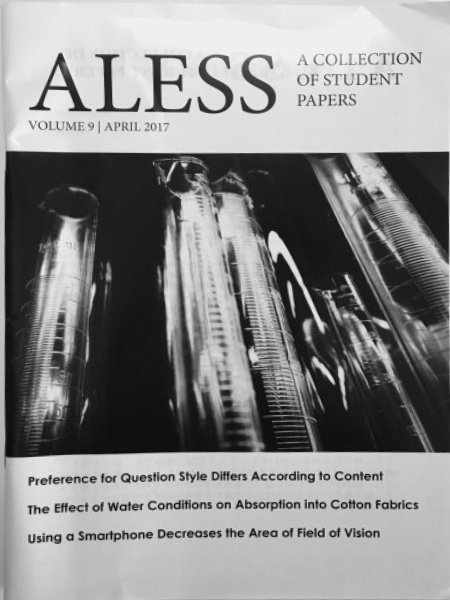 ALESS
A COLLECTION
OF STUDENT
PAPERS
VOLUME 9 | APRIL 2017
Preference for Question Style Differs According to Content
The Effect of Water Conditions on Absorption into Cotton Fabrics
Using a Smartphone Decreases the Area of Field of Vision